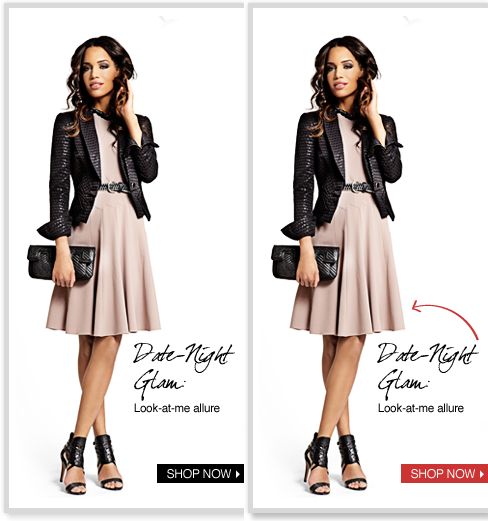 Date-Night
Glam:
Look-at-me allure
SHOP NOW
Date-Night
Glam:
Look-at-me allure
SHOP NOW